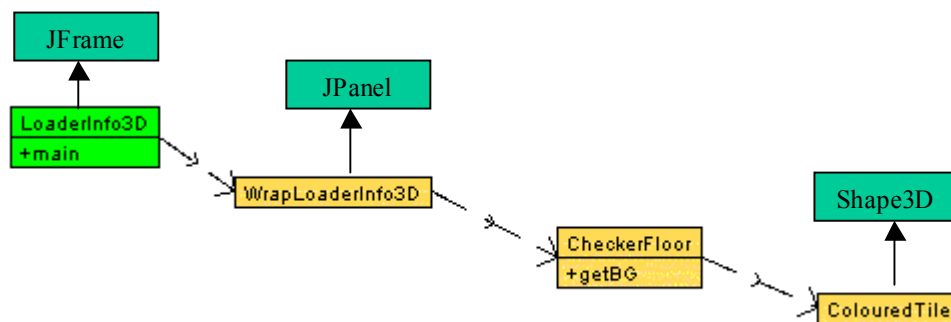 JFrame
LoaderInfo3D
+main
JPanel
WrapLoaderInfo3D
CheckerFloor
+getBG
Shape3D
ColouredTile